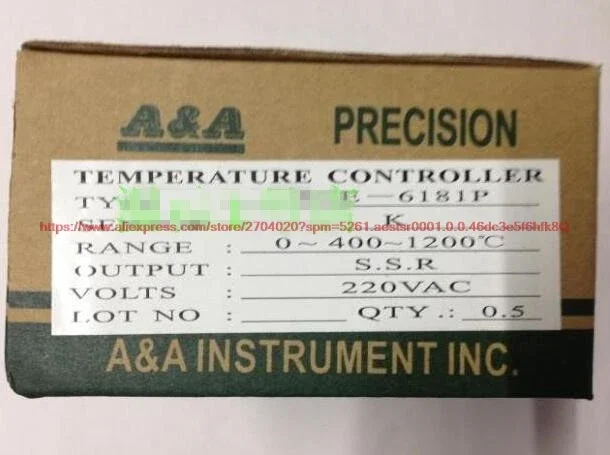 A&A PRECISION
TEMPERATURE CONTROLLER
E-6181P
K
https://www.aliexpress.com/store/2704020?spm=5261.aestsr0001.0.0.46dc3e5f6hfk8Q
RANGE : 0~400~1200℃
OUTPUT : S.S.R
VOLTS : 220VAC
LOT NO : QTY.: 0.5
A&A INSTRUMENT INC.